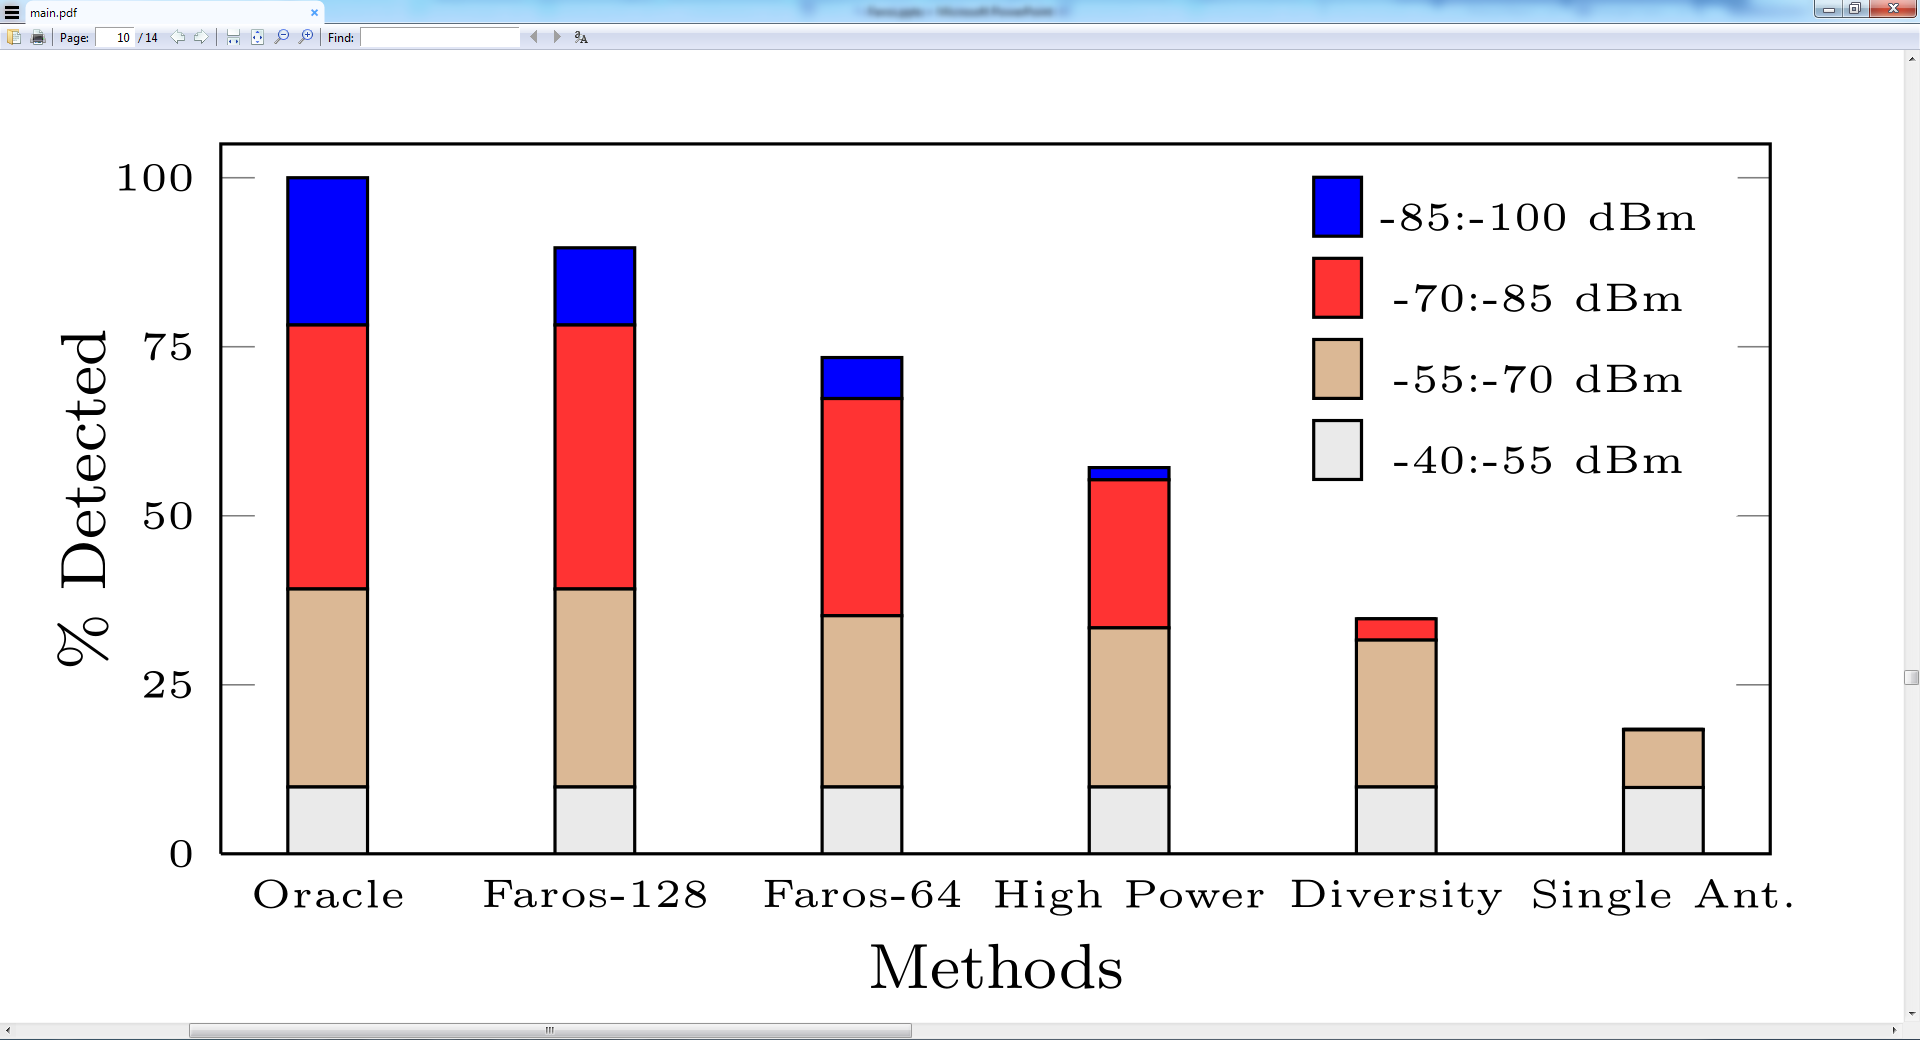 main.pdf
Page: 10 / 14 Find:
100
75
50
25
0
% Detected
-85:-100 dBm
-70:-85 dBm
-55:-70 dBm
-40:-55 dBm
Oracle Faros-128 Faros-64 High Power Diversity Single Ant.
Methods